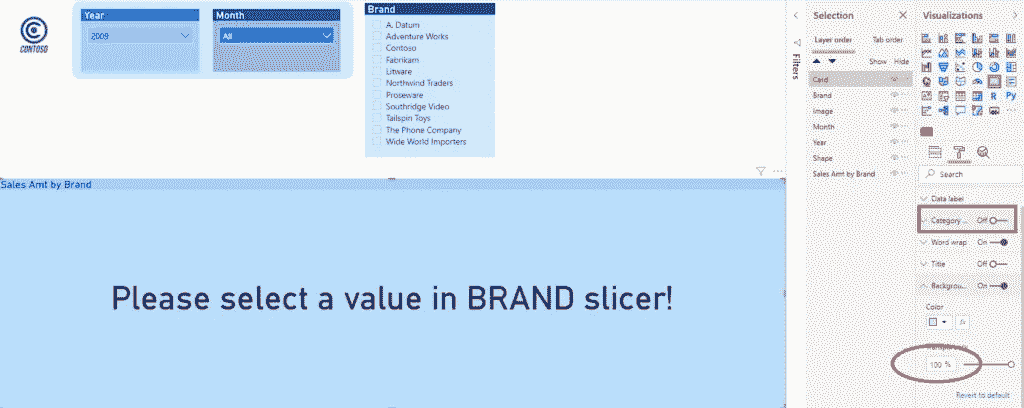 CONTOSO
Year
2009
Month
All
Brand
A. Datum
Adventure Works
Contoso
Fabrikam
Litware
Northwind Traders
Proseware
Southridge Video
Tailspin Toys
The Phone Company
Wide World Importers
Sales Amt by Brand
Please select a value in BRAND slicer!
Filters
Selection
Layer order Tab order
Show Hide
Card
Brand
Image
Month
Year
Shape
Sales Amt by Brand
Visualizations
R Py
Search
Data label
Category ... Off
Word wrap On
Title Off
Backgrou... On
Color
fx
100 %
Revert to default